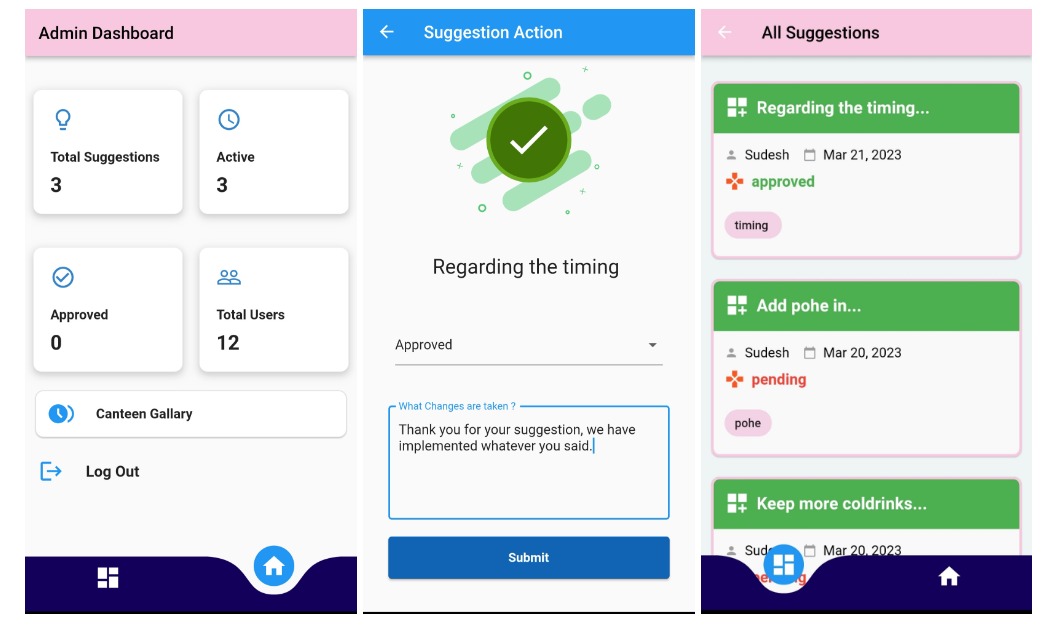 Admin Dashboard
Total Suggestions
3
Active
3
Approved
0
Total Users
12
Canteen Gallary
Log Out
Suggestion Action
Regarding the timing
Approved
What Changes are taken ?
Thank you for your suggestion, we have
implemented whatever you said.
Submit
All Suggestions
Regarding the timing...
Sudesh Mar 21, 2023
approved
timing
Add pohe in...
Sudesh Mar 20, 2023
pending
pohe
Keep more coldrinks...
Mar 20, 2023